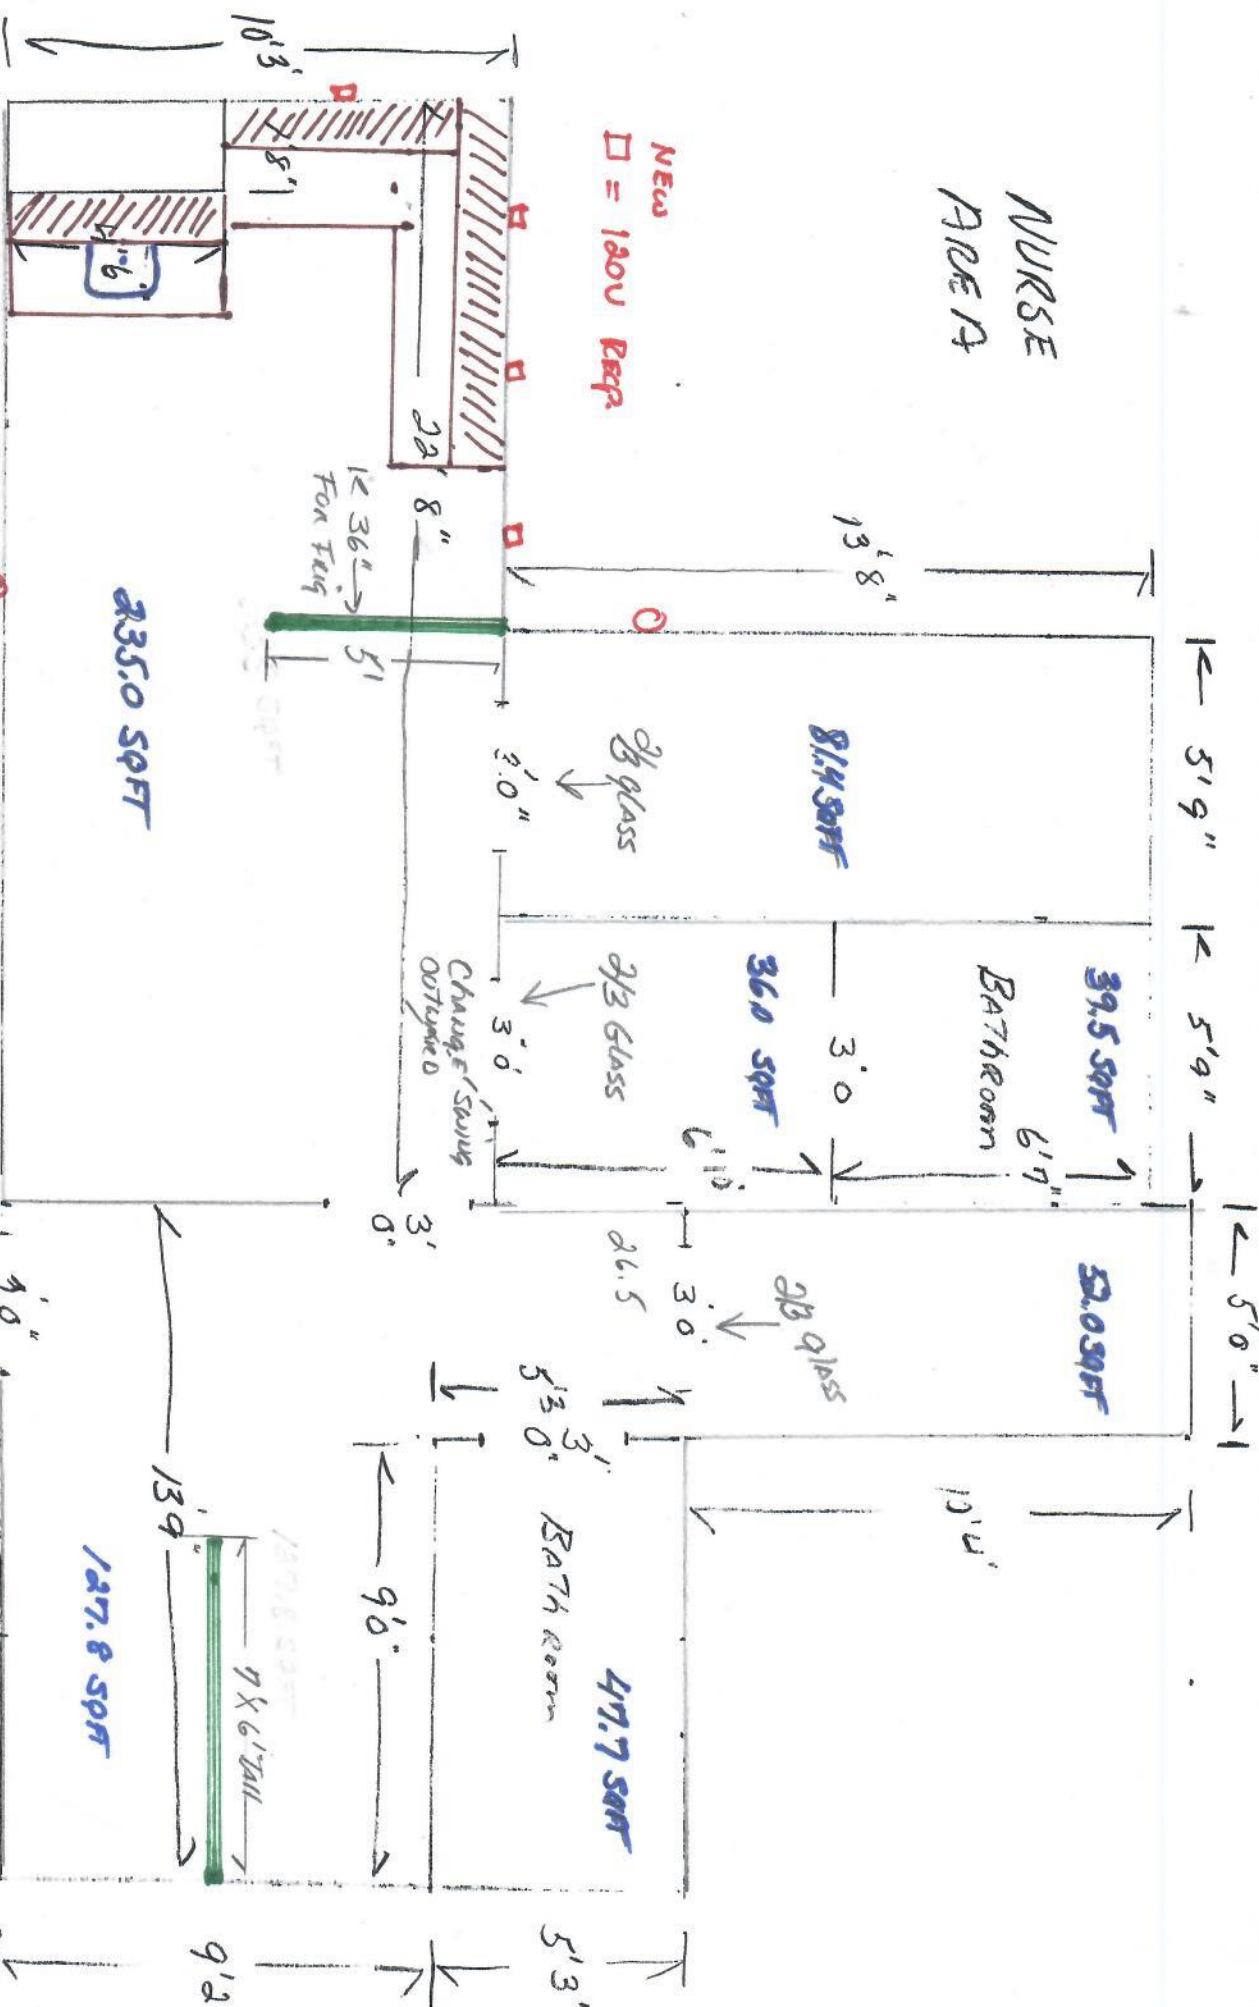 NURSE
AREA
NEW
□ = 120V RECP.
10'3"
13'8"
5'9"
5'9"
5'0"
81.4 SQFT
39.5 SQFT
BATHROOM
6'7"
52.0 SQFT
3'0
36.0 SQFT
6'10"
2/3 glass
2/3 GLASS
2/3 glass
3'0"
3'0"
CHANGE SWING
OUTWARD
3'0"
26.5
10'4"
7'8"
4'-6"
22' 8"
36"
FOR FRIG
5'
235.0 SQFT
3'
0"
5'3
3'
0"
BATHROOM
47.7 SQFT
5'3"
9'0"
13'9"
7'X6' TALL
127.8 SQFT
9'2